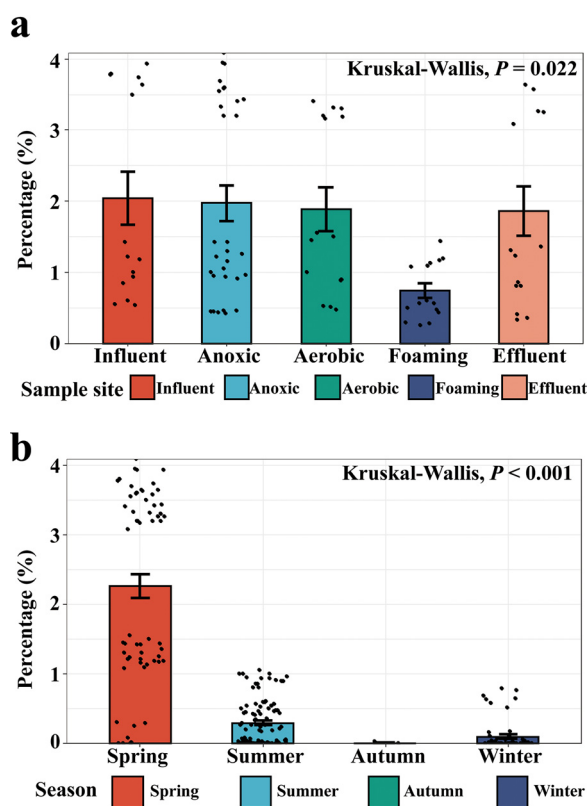 a
Kruskal-Wallis, P = 0.022
Percentage (%)
4
3
2
1
0
Influent Anoxic Aerobic Foaming Effluent
Sample site Influent Anoxic Aerobic Foaming Effluent
b
Kruskal-Wallis, P < 0.001
Percentage (%)
4
3
2
1
0
Spring Summer Autumn Winter
Season Spring Summer Autumn Winter